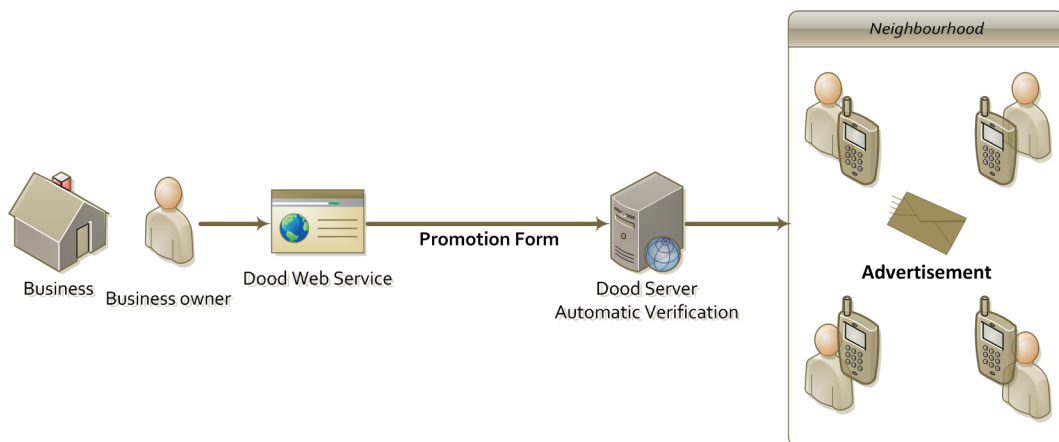 Neighbourhood
Business
Business owner
Dood Web Service
Promotion Form
Dood Server
Automatic Verification
Advertisement